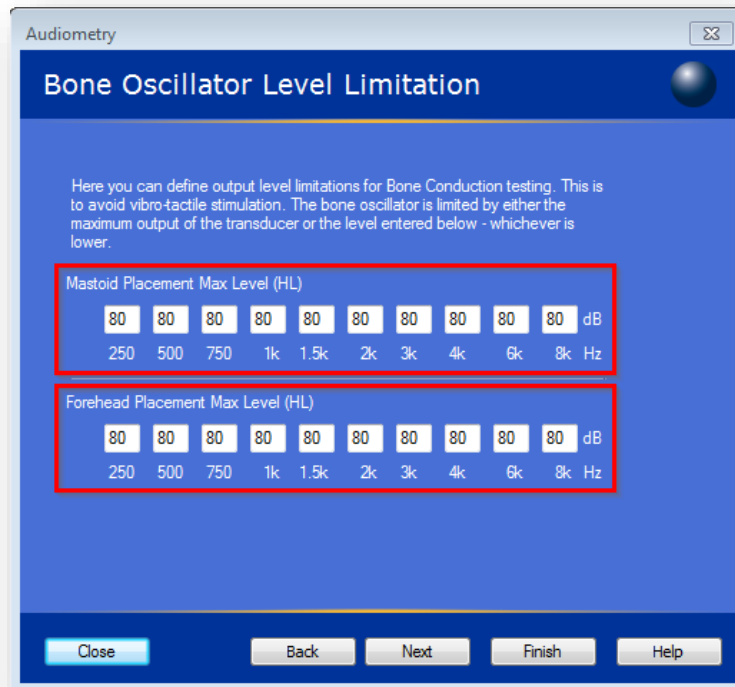 Audiometry
Bone Oscillator Level Limitation
Here you can define output level limitations for Bone Conduction testing. This is
to avoid vibro-tactile stimulation. The bone oscillator is limited by either the
maximum output of the transducer or the level entered below - whichever is
lower.
Mastoid Placement Max Level (HL)
80 80 80 80 80 80 80 80 80 80 dB
250 500 750 1k 1.5k 2k 3k 4k 6k 8k Hz
Forehead Placement Max Level (HL)
80 80 80 80 80 80 80 80 80 80 dB
250 500 750 1k 1.5k 2k 3k 4k 6k 8k Hz
Close Back Next Finish Help